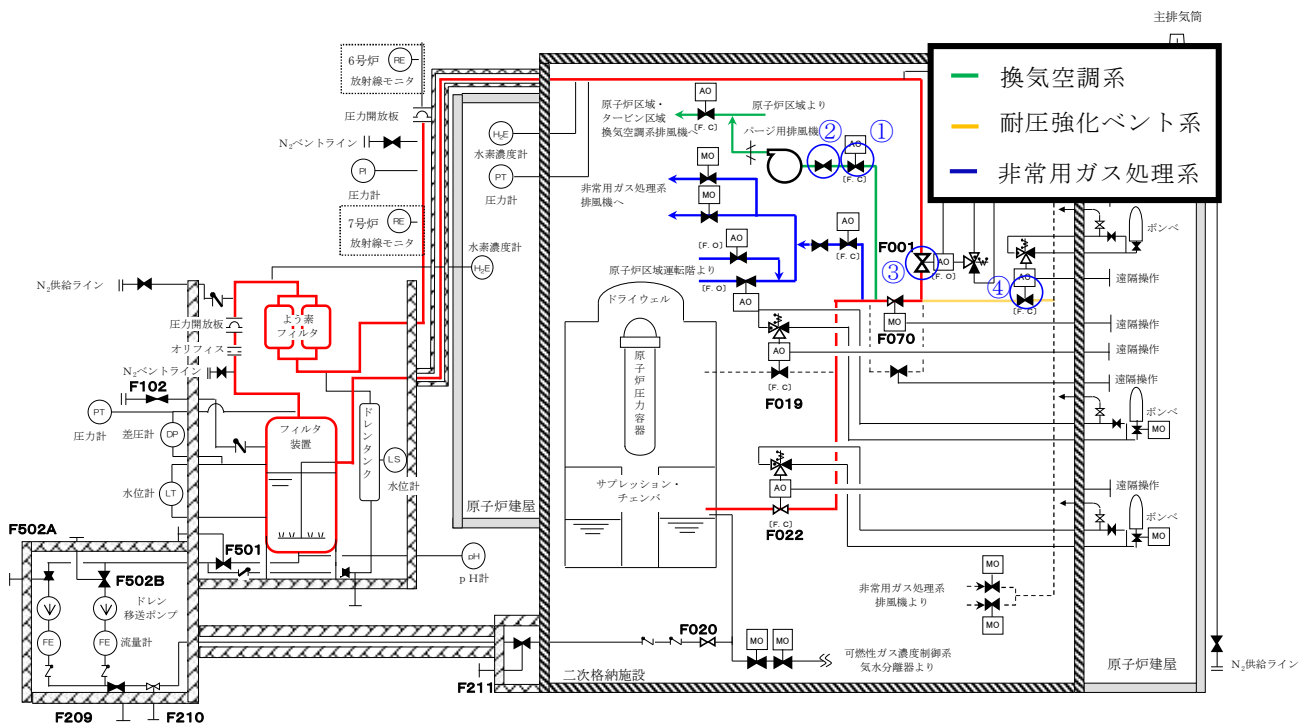 主排気筒
換気空調系
耐圧強化ベント系
非常用ガス処理系
6号炉
放射線モニタ
RE
圧力開放板
N₂ベントライン
PI
圧力計
7号炉
放射線モニタ
RE
H₂E
水素濃度計
PT
圧力計
水素濃度計
H₂E
原子炉区域・
タービン区域
換気空調系排風機へ
AO
[F. C]
原子炉区域より
パージ用排風機
②
①
AO
[F. C]
MO
非常用ガス処理系
排風機へ
MO
[F. O]
AO
AO
[F. C]
原子炉区域運転階より
[F. O]
AO
F001
③
AO
[F. O]
④
AO
[F. C]
ボンベ
遠隔操作
MO
F070
遠隔操作
AO
遠隔操作
[F. C]
F019
遠隔操作
ボンベ
MO
ドライウェル
原子炉圧力容器
サプレッション・
チェンバ
AO
遠隔操作
[F. C]
F022
ボンベ
MO
N₂供給ライン
圧力開放板
オリフィス
よう素
フィルタ
N₂ベントライン
F102
PT
圧力計
差圧計
DP
フィルタ
装置
ドレンタンク
LS
水位計
水位計
LT
原子炉建屋
F502A
F501
F502B
pH
pH計
ドレン
移送ポンプ
FE
FE
流量計
F209
F210
F211
F020
MO
MO
可燃性ガス濃度制御系
気水分離器より
MO
非常用ガス処理系
排風機より
MO
二次格納施設
原子炉建屋
N₂供給ライン